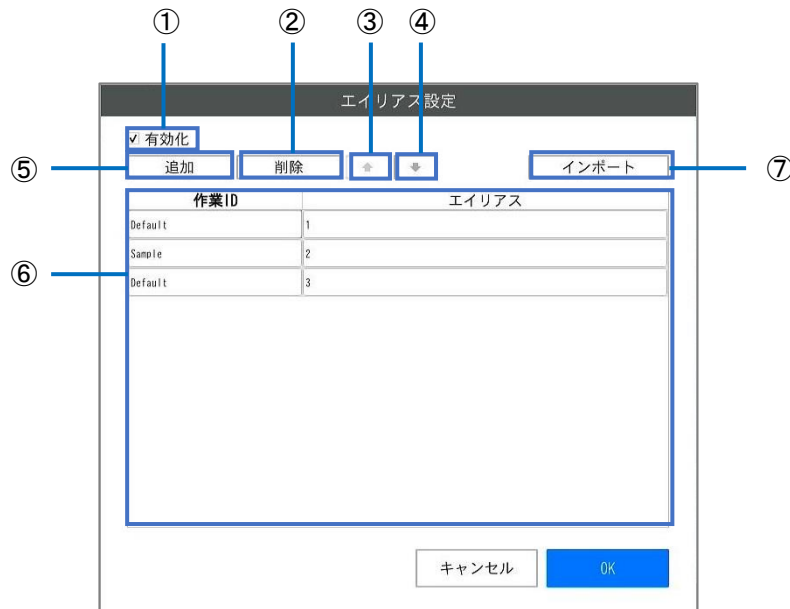 ① ② ③ ④
エイリアス設定
有効化
⑤ 追加 削除 インポート ⑦
作業ID エイリアス
Default 1
Sample 2
⑥ Default 3
キャンセル OK